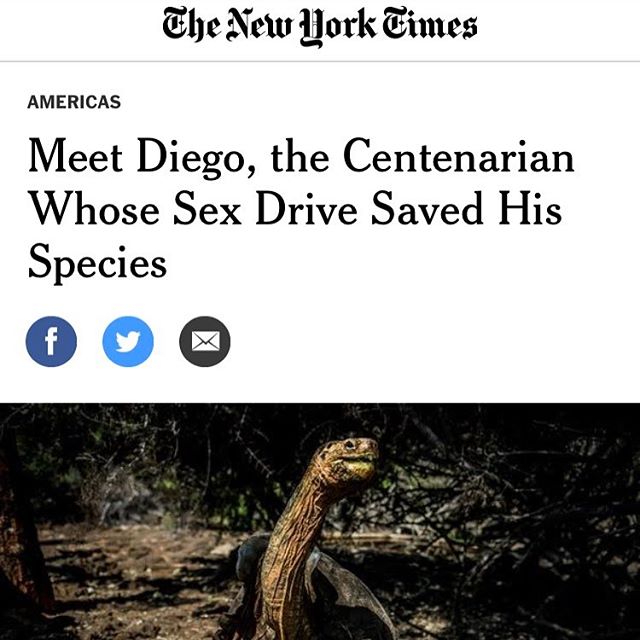 The New York Times
AMERICAS
Meet Diego, the Centenarian
Whose Sex Drive Saved His
Species